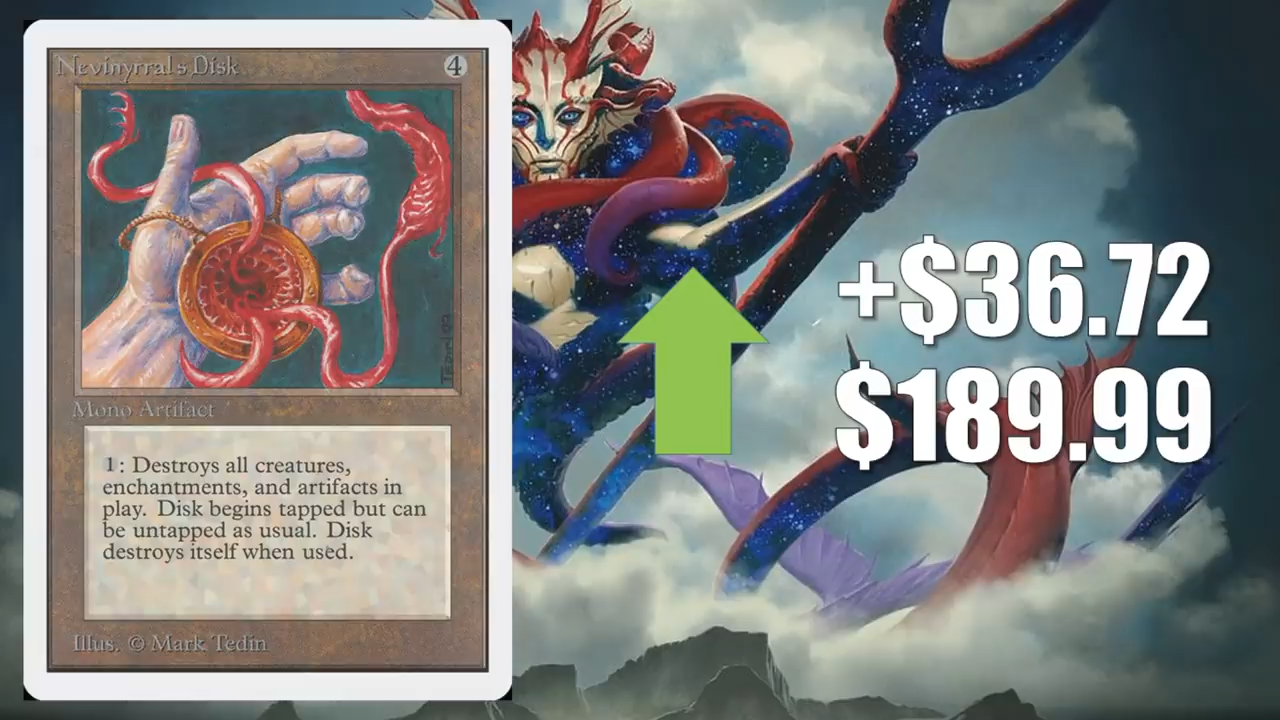 Nevinyrral's Disk
4
Mono Artifact
1: Destroys all creatures,
enchantments, and artifacts in
play. Disk begins tapped but can
be untapped as usual. Disk
destroys itself when used.
Illus. © Mark Tedin
+$36.72
$189.99